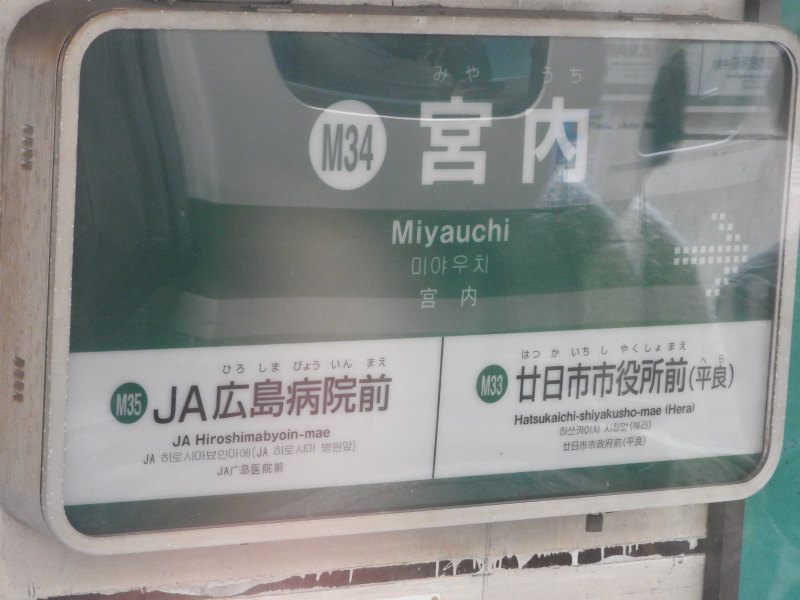 みや うち
M34 宮内
Miyauchi
미야우치
宮内
ひろ しま びょう いん まえ
M35 JA広島病院前
JA Hiroshimabyoin-mae
JA 히로시마뵤인마에(JA 히로시마 병원앞)
JA广岛医院前
はつ か いち し やくしょ まえ へら
M33 廿日市市役所前(平良)
Hatsukaichi-shiyakusho-mae (Hera)
하쓰카이치 시청앞(헤라)
廿日市市政府前(平良)